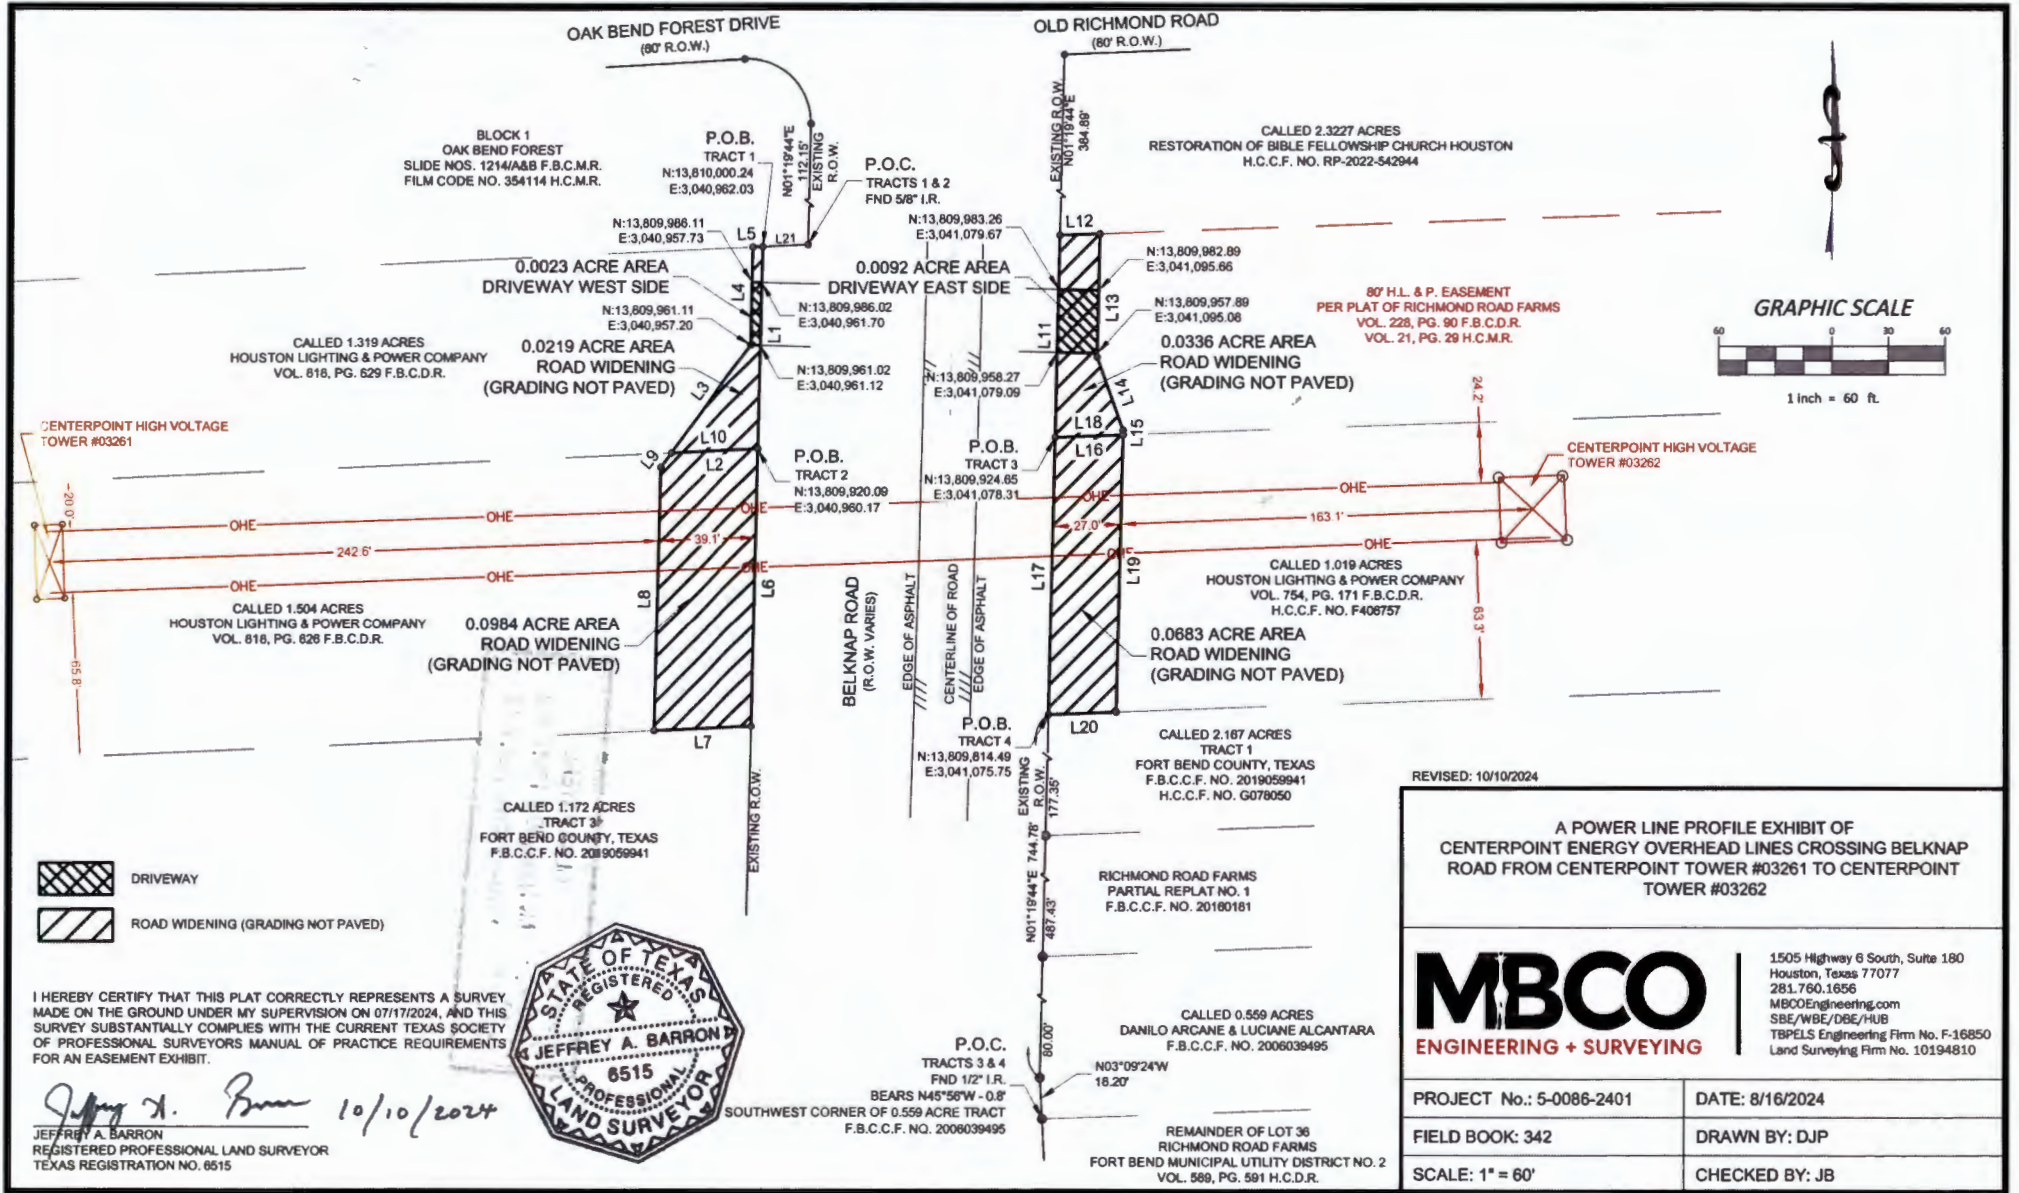 OAK BEND FOREST DRIVE
(60' R.O.W.)
OLD RICHMOND ROAD
(80' R.O.W.)
BLOCK 1
OAK BEND FOREST
SLIDE NOS. 1214/A&B F.B.C.M.R.
FILM CODE NO. 354114 H.C.M.R.
P.O.B.
TRACT 1
N:13,810,000.24
E:3,040,962.03
N01°19'44"E
112.15'
EXISTING
R.O.W.
P.O.C.
TRACTS 1 & 2
FND 5/8" I.R.
EXISTING R.O.W.
N01°19'44"E
384.89'
CALLED 2.3227 ACRES
RESTORATION OF BIBLE FELLOWSHIP CHURCH HOUSTON
H.C.C.F. NO. RP-2022-542944
N:13,809,986.11
E:3,040,957.73
L5
L21
N:13,809,983.26
E:3,041,079.67
L12
N:13,809,982.89
E:3,041,095.66
0.0023 ACRE AREA
DRIVEWAY WEST SIDE
L4
N:13,809,961.11
E:3,040,957.20
L1
N:13,809,986.02
E:3,040,961.70
0.0092 ACRE AREA
DRIVEWAY EAST SIDE
L11
L13
N:13,809,957.89
E:3,041,095.08
80' H.L. & P. EASEMENT
PER PLAT OF RICHMOND ROAD FARMS
VOL. 228, PG. 90 F.B.C.D.R.
VOL. 21, PG. 29 H.C.M.R.
GRAPHIC SCALE
60
0
30
60
1 inch = 60 ft.
CALLED 1.319 ACRES
HOUSTON LIGHTING & POWER COMPANY
VOL. 818, PG. 629 F.B.C.D.R.
0.0219 ACRE AREA
ROAD WIDENING
(GRADING NOT PAVED)
L3
N:13,809,961.02
E:3,040,961.12
N:13,809,958.27
E:3,041,079.09
0.0336 ACRE AREA
ROAD WIDENING
(GRADING NOT PAVED)
L14
24.2'
CENTERPOINT HIGH VOLTAGE
TOWER #03261
L9
L10
L2
P.O.B.
TRACT 2
N:13,809,920.09
E:3,040,960.17
P.O.B.
TRACT 3
N:13,809,924.65
E:3,041,078.31
L18
L16
L15
CENTERPOINT HIGH VOLTAGE
TOWER #03262
20.0'
OHE
OHE
OHE
OHE
OHE
OHE
242.6'
39.1'
27.0'
163.1'
OHE
OHE
OHE
OHE
OHE
CALLED 1.504 ACRES
HOUSTON LIGHTING & POWER COMPANY
VOL. 818, PG. 626 F.B.C.D.R.
65.8'
0.0984 ACRE AREA
ROAD WIDENING
(GRADING NOT PAVED)
L8
L6
BELKNAP ROAD
(R.O.W. VARIES)
EDGE OF ASPHALT
CENTERLINE OF ROAD
EDGE OF ASPHALT
L17
L19
CALLED 1.019 ACRES
HOUSTON LIGHTING & POWER COMPANY
VOL. 754, PG. 171 F.B.C.D.R.
H.C.C.F. NO. F408757
63.3'
0.0683 ACRE AREA
ROAD WIDENING
(GRADING NOT PAVED)
L7
P.O.B.
TRACT 4
N:13,809,814.49
E:3,041,075.75
L20
CALLED 2.167 ACRES
TRACT 1
FORT BEND COUNTY, TEXAS
F.B.C.C.F. NO. 2019059941
H.C.C.F. NO. G078050
EXISTING R.O.W.
EXISTING
R.O.W.
177.35'
CALLED 1.172 ACRES
TRACT 3
FORT BEND COUNTY, TEXAS
F.B.C.C.F. NO. 2019059941
N01°19'44"E 744.78'
487.43'
RICHMOND ROAD FARMS
PARTIAL REPLAT NO. 1
F.B.C.C.F. NO. 20160161
DRIVEWAY
ROAD WIDENING (GRADING NOT PAVED)
80.00'
CALLED 0.559 ACRES
DANILO ARCANE & LUCIANE ALCANTARA
F.B.C.C.F. NO. 2006039495
P.O.C.
TRACTS 3 & 4
FND 1/2" I.R.
BEARS N45°56'W - 0.8'
SOUTHWEST CORNER OF 0.559 ACRE TRACT
F.B.C.C.F. NO. 2006039495
N03°09'24"W
18.20'
REMAINDER OF LOT 36
RICHMOND ROAD FARMS
FORT BEND MUNICIPAL UTILITY DISTRICT NO. 2
VOL. 589, PG. 591 H.C.D.R.
I HEREBY CERTIFY THAT THIS PLAT CORRECTLY REPRESENTS A SURVEY
MADE ON THE GROUND UNDER MY SUPERVISION ON 07/17/2024, AND THIS
SURVEY SUBSTANTIALLY COMPLIES WITH THE CURRENT TEXAS SOCIETY
OF PROFESSIONAL SURVEYORS MANUAL OF PRACTICE REQUIREMENTS
FOR AN EASEMENT EXHIBIT.
10/10/2024
JEFFREY A. BARRON
REGISTERED PROFESSIONAL LAND SURVEYOR
TEXAS REGISTRATION NO. 6515
STATE OF TEXAS
REGISTERED
JEFFREY A. BARRON
6515
PROFESSIONAL
LAND SURVEYOR
REVISED: 10/10/2024
A POWER LINE PROFILE EXHIBIT OF
CENTERPOINT ENERGY OVERHEAD LINES CROSSING BELKNAP
ROAD FROM CENTERPOINT TOWER #03261 TO CENTERPOINT
TOWER #03262
MBCO
ENGINEERING + SURVEYING
1505 Highway 6 South, Suite 180
Houston, Texas 77077
281.760.1656
MBCOEngineering.com
SBE/WBE/DBE/HUB
TBPELS Engineering Firm No. F-16850
Land Surveying Firm No. 10194810
PROJECT No.: 5-0086-2401
DATE: 8/16/2024
FIELD BOOK: 342
DRAWN BY: DJP
SCALE: 1" = 60'
CHECKED BY: JB